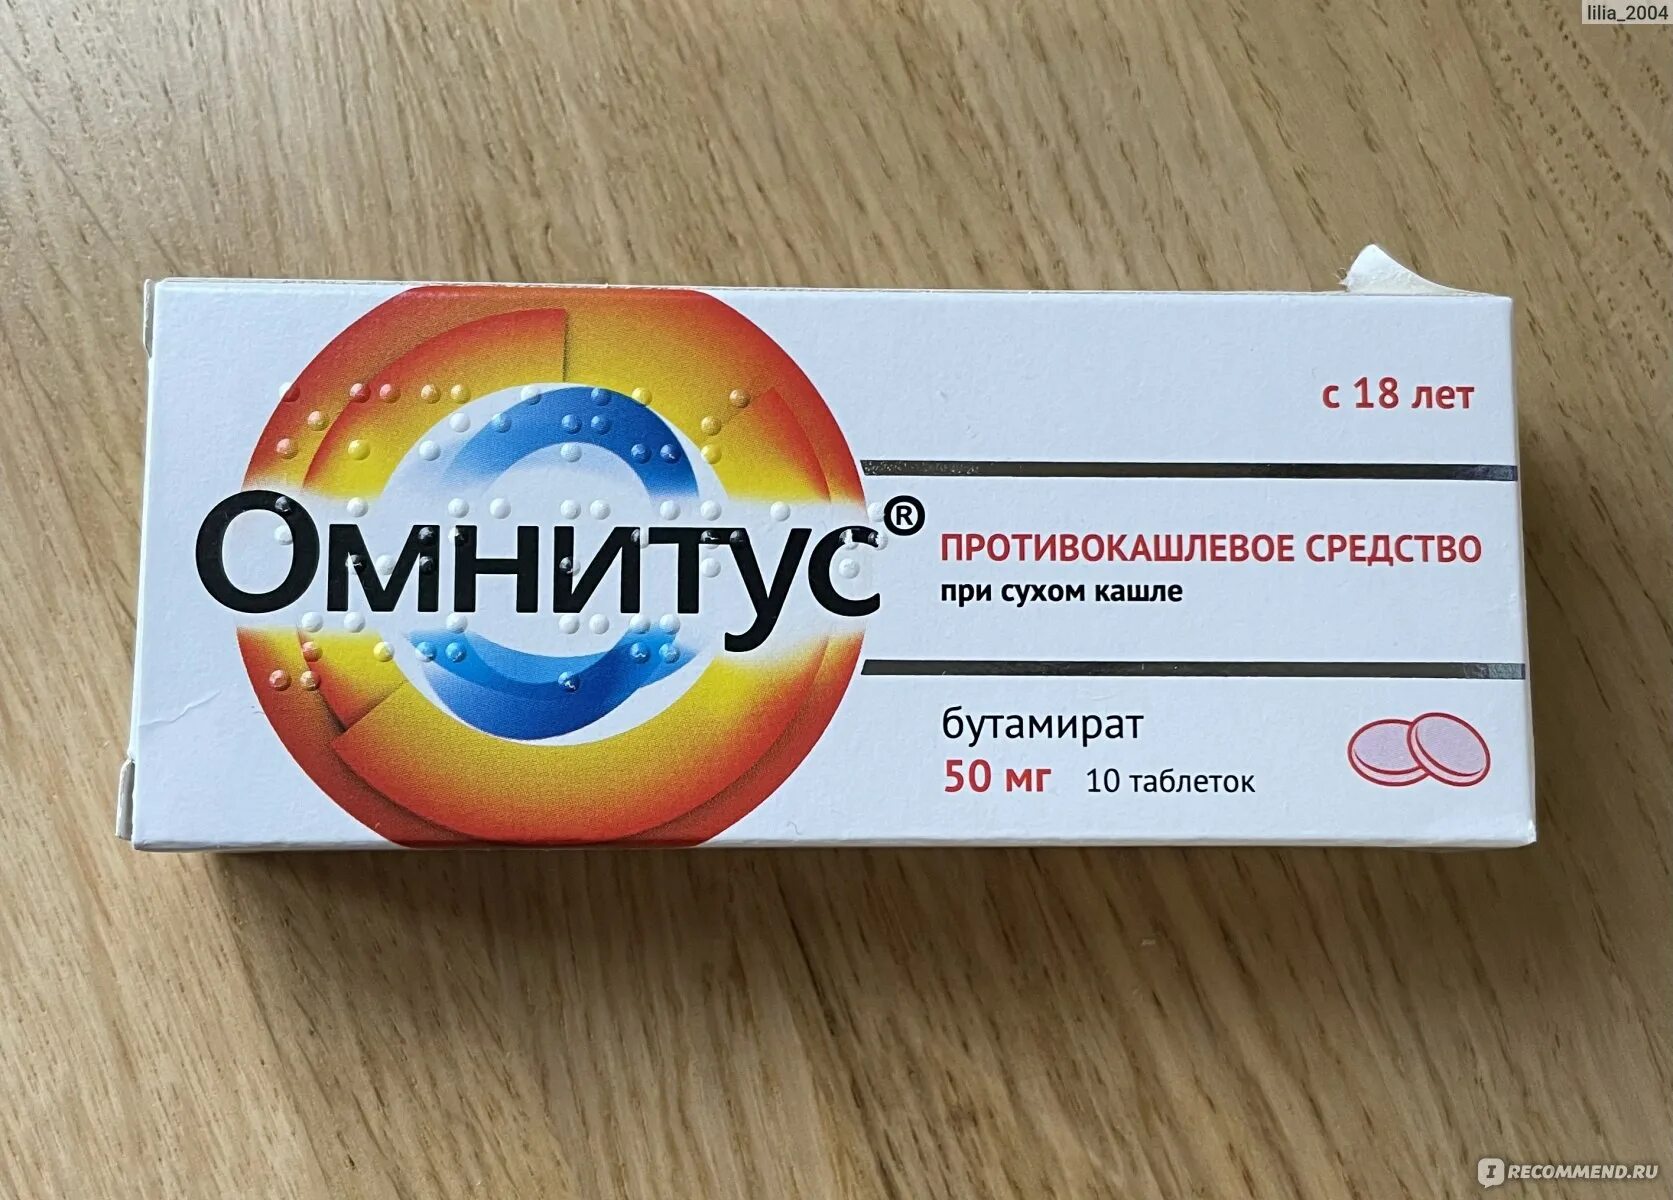 lilia_2004
с 18 лет
Омнитус®
ПРОТИВОКАШЛЕВОЕ СРЕДСТВО
при сухом кашле
бутамират
50 мг 10 таблеток
I RECOMMEND.RU